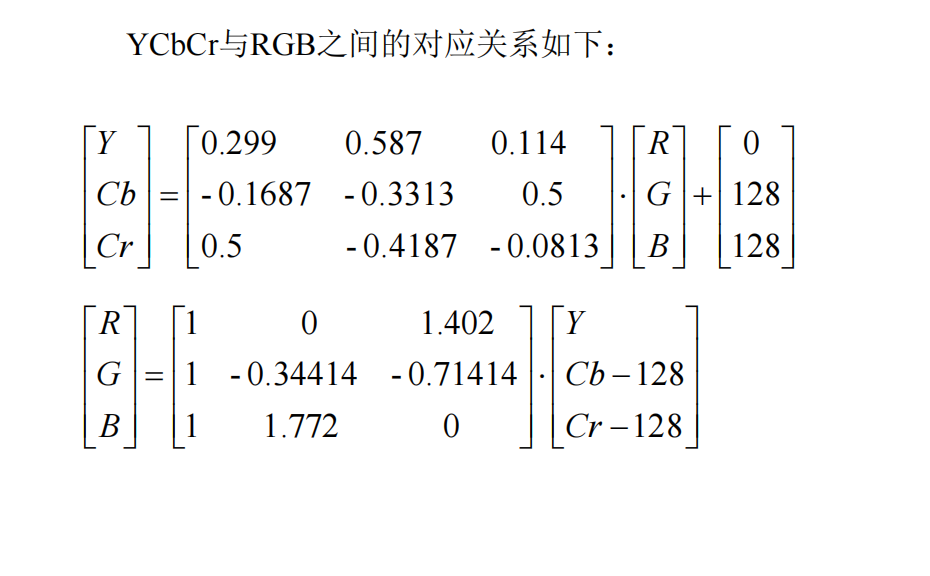 YCbCr与RGB之间的对应关系如下：
[Y] [0.299 0.587 0.114] [R] [0]
[Cb] = [-0.1687 -0.3313 0.5] · [G] + [128]
[Cr] [0.5 -0.4187 -0.0813] [B] [128]
[R] [1 0 1.402] [Y]
[G] = [1 -0.34414 -0.71414] · [Cb-128]
[B] [1 1.772 0] [Cr-128]